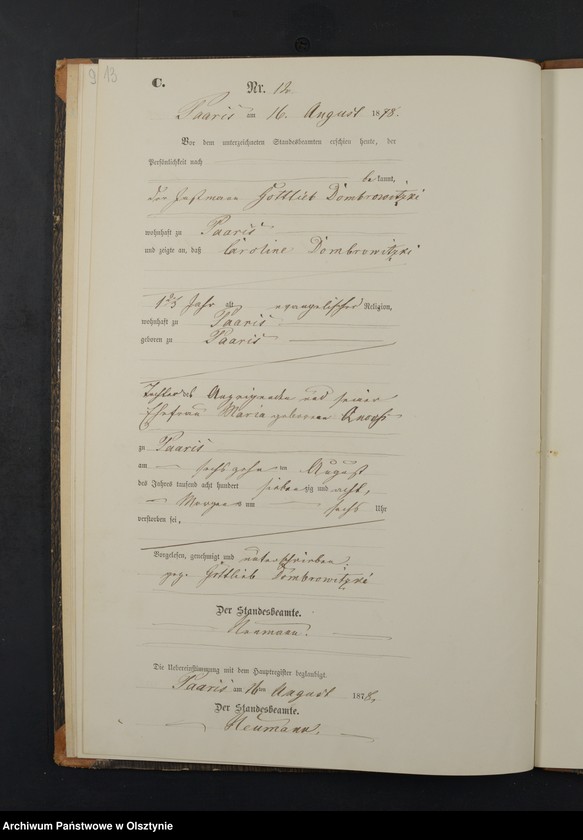 9/13
C.
Nr. 12
Paaris am 16. August 1878.
Vor dem unterzeichneten Standesbeamten erschien heute, der
Persönlichkeit nach
bekannt,
der Instmann Gottlieb Dombrowitzki
wohnhaft zu Paaris
und zeigte an, daß Caroline Dombrowitzki
Jahr alt evangelischer Religion,
wohnhaft zu Paaris
geboren zu Paaris
Tochter des Anzeigenden und seiner
Ehefrau Maria geborenen
zu Paaris
am sechszehn ten August
des Jahres tausend acht hundert siebenzig und acht,
Morgens um sechs Uhr
verstorben sei.
Vorgelesen, genehmigt und unterschrieben.
gez. Gottlieb Dombrowitzki
Der Standesbeamte.
Neumann.
Die Uebereinstimmung mit dem Hauptregister beglaubigt.
Paaris am 16ten August 1878.
Der Standesbeamte.
Neumann.
Archiwum Państwowe w Olsztynie